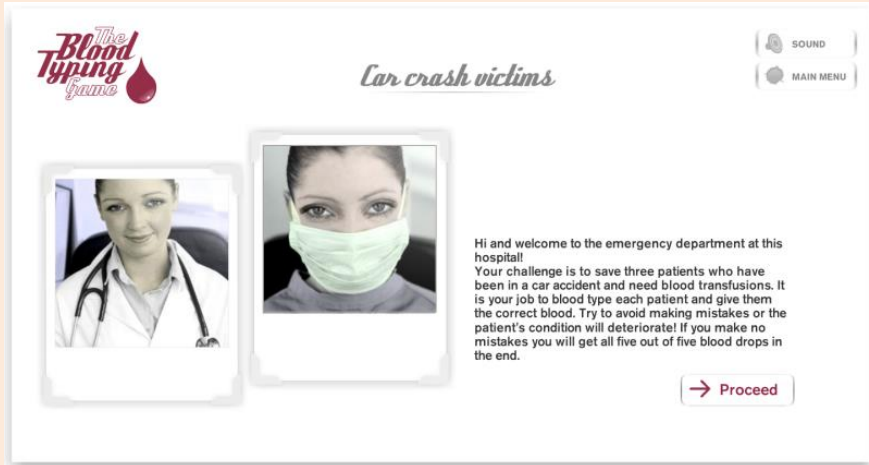 The
Blood
Typing
Game
Car crash victims
SOUND
MAIN MENU
Hi and welcome to the emergency department at this
hospital!
Your challenge is to save three patients who have
been in a car accident and need blood transfusions. It
is your job to blood type each patient and give them
the correct blood. Try to avoid making mistakes or the
patient's condition will deteriorate! If you make no
mistakes you will get all five out of five blood drops in
the end.
Proceed